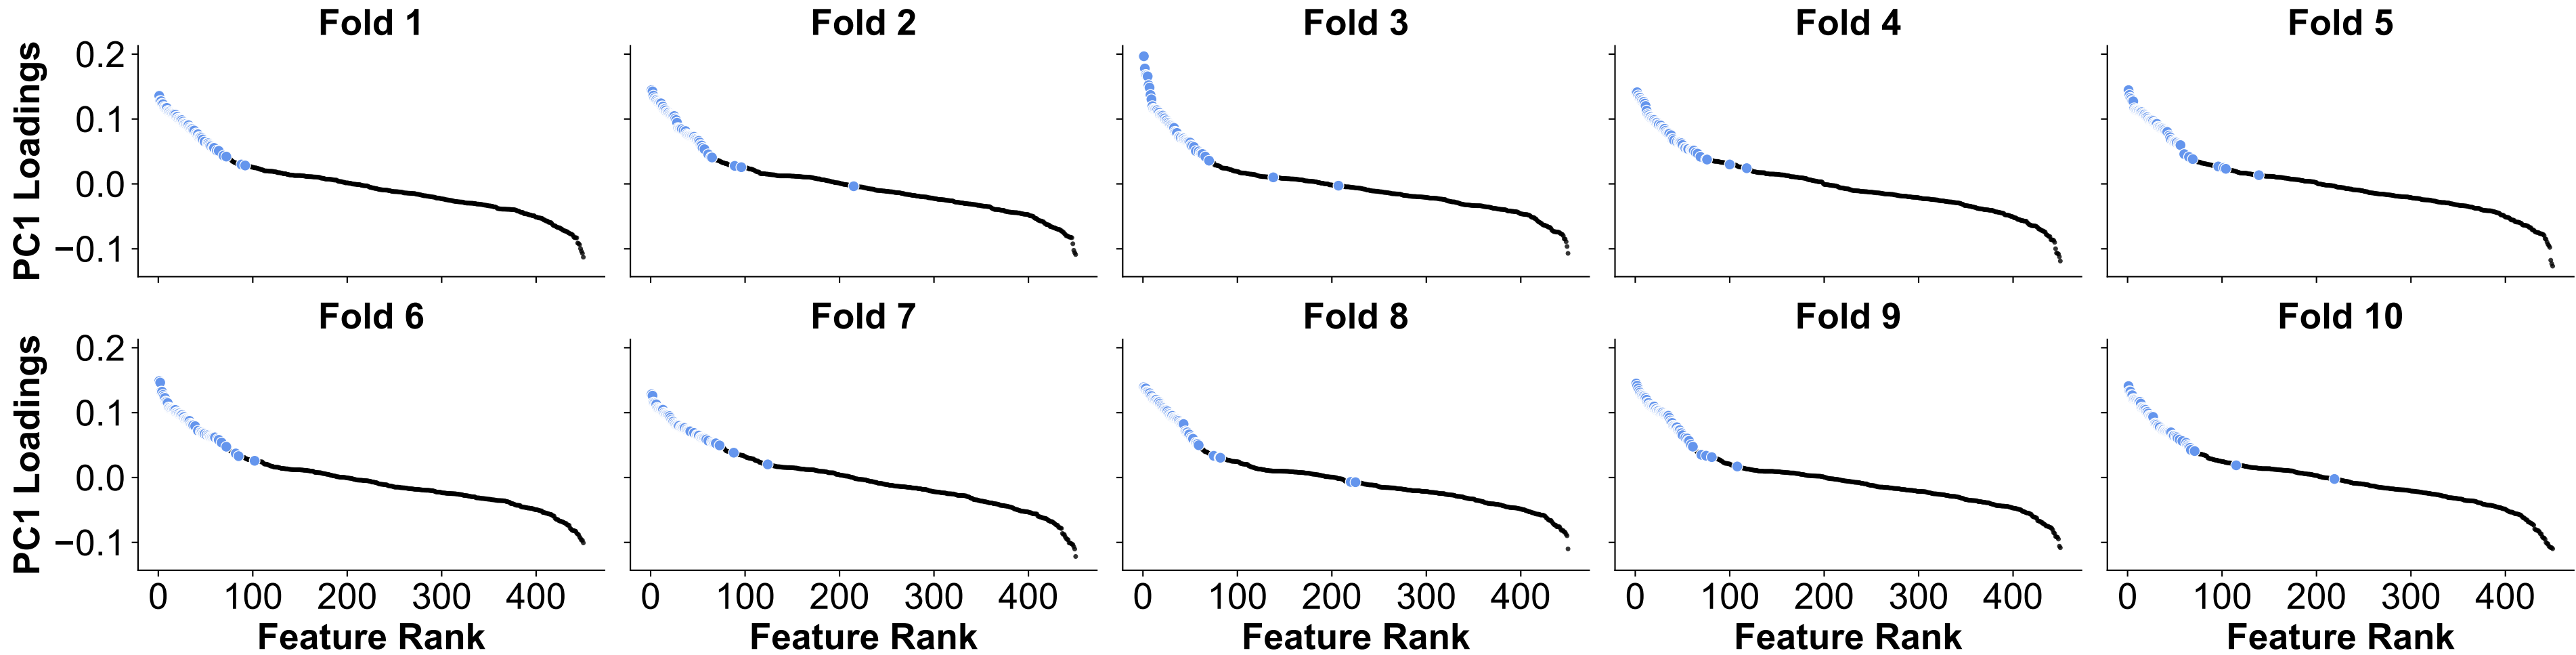 Fold 1 Fold 2 Fold 3 Fold 4 Fold 5
PC1 Loadings
0.2
0.1
0.0
−0.1
Fold 6 Fold 7 Fold 8 Fold 9 Fold 10
PC1 Loadings
0.2
0.1
0.0
−0.1
0 100 200 300 400 0 100 200 300 400 0 100 200 300 400 0 100 200 300 400 0 100 200 300 400
Feature Rank Feature Rank Feature Rank Feature Rank Feature Rank